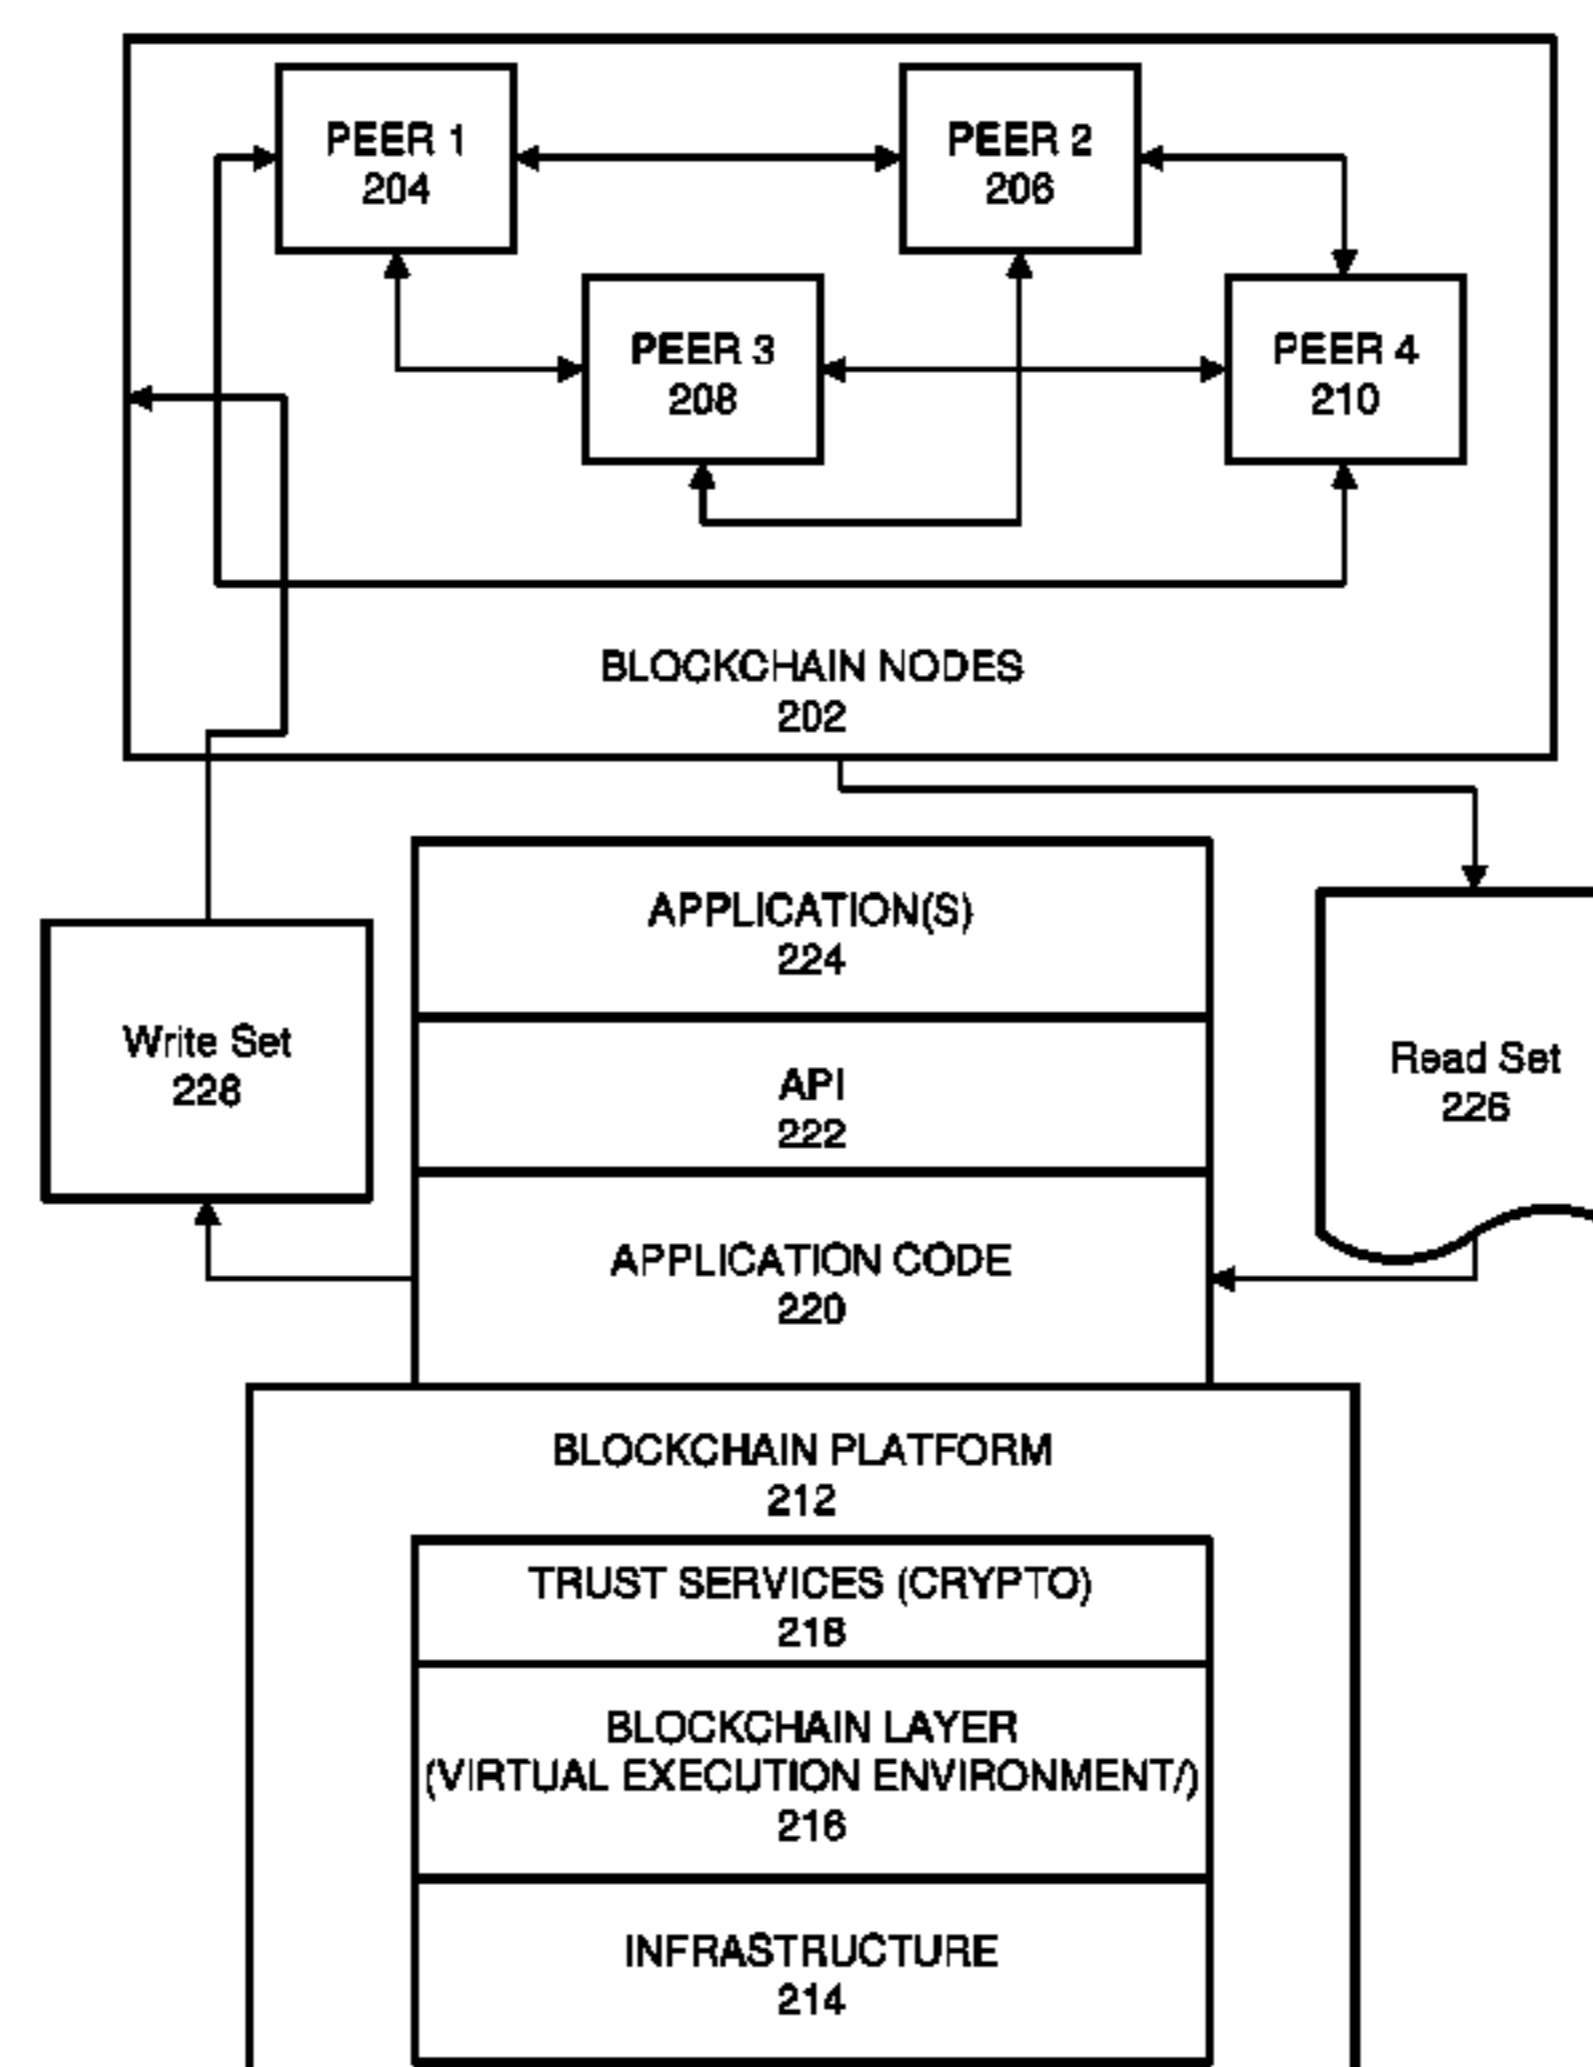 PEER 1
204
PEER 2
206
PEER 3
208
PEER 4
210
BLOCKCHAIN NODES
202
APPLICATION(S)
224
Write Set
228
API
222
Read Set
226
APPLICATION CODE
220
BLOCKCHAIN PLATFORM
212
TRUST SERVICES (CRYPTO)
218
BLOCKCHAIN LAYER
(VIRTUAL EXECUTION ENVIRONMENT/)
216
INFRASTRUCTURE
214